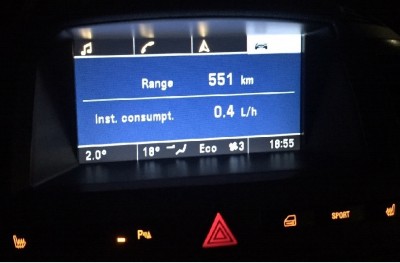 Range 551 km
Inst. consumpt. 0.4 L/h
2.0° 18° Eco 3 18:55
P
SPORT